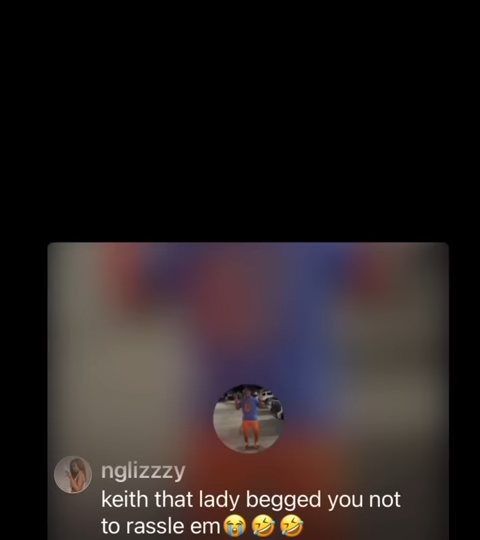 nglizzzy
keith that lady begged you not
to rassle em😭🤣🤣